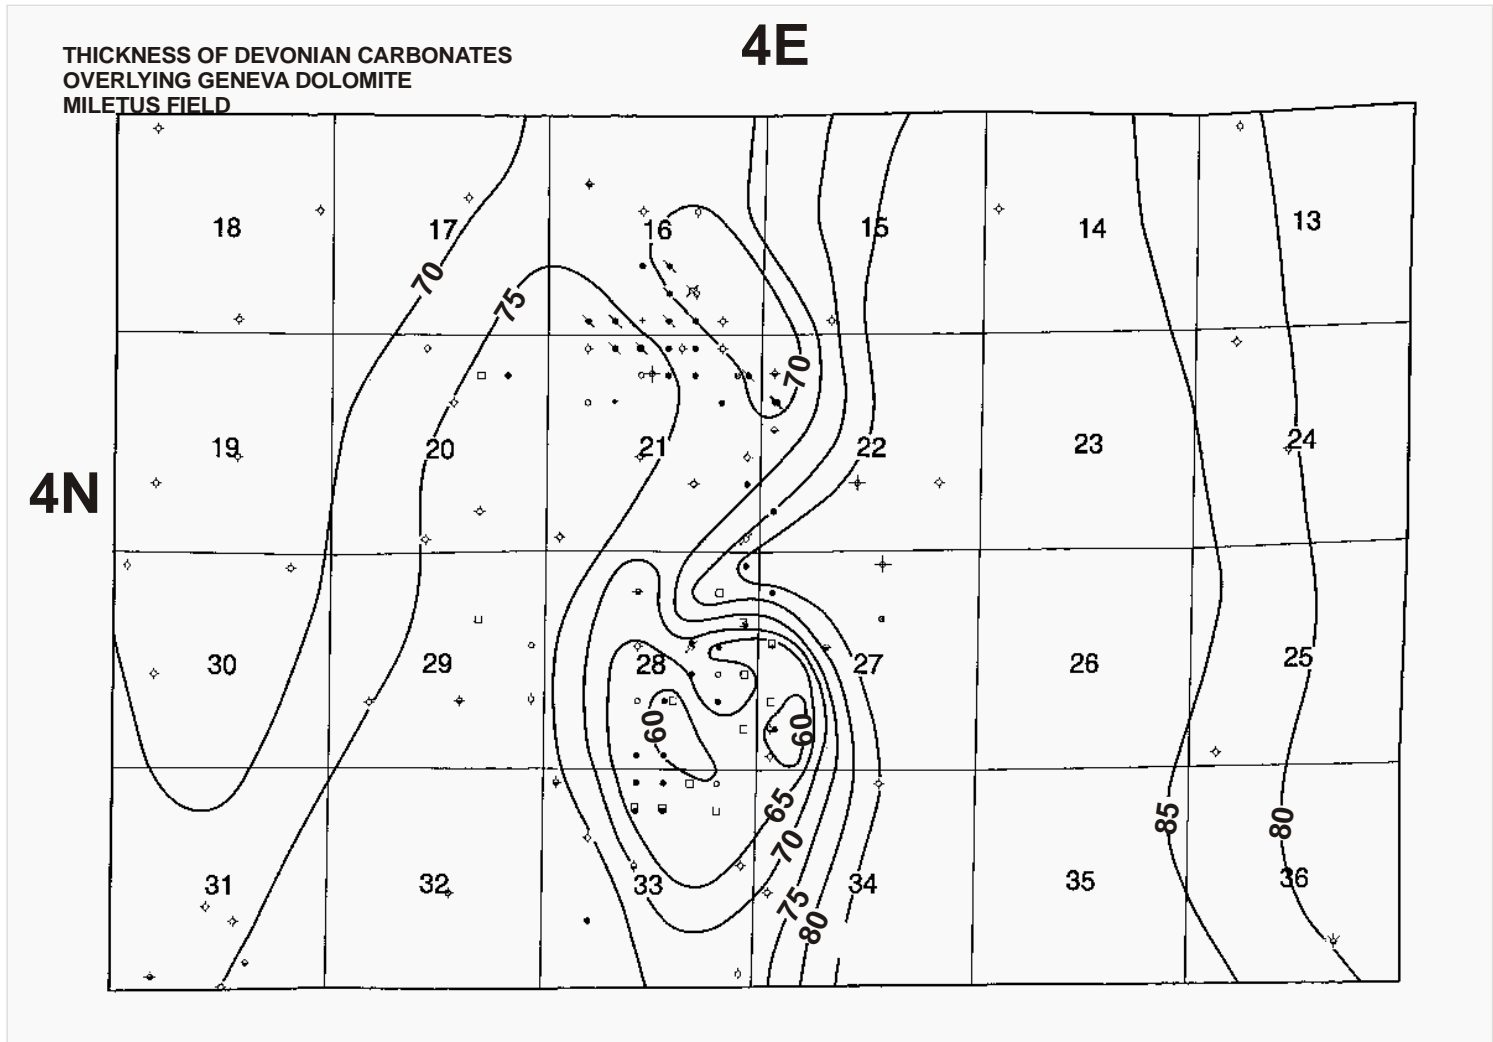 4E
THICKNESS OF DEVONIAN CARBONATES
OVERLYING GENEVA DOLOMITE
MILETUS FIELD
18 17 16 15 14 13
70 75
70
19 20 21 22 23 24
4N
30 29 28 27 26 25
60 60
65 85 80
70
31 32 33 34 35 36
75
80